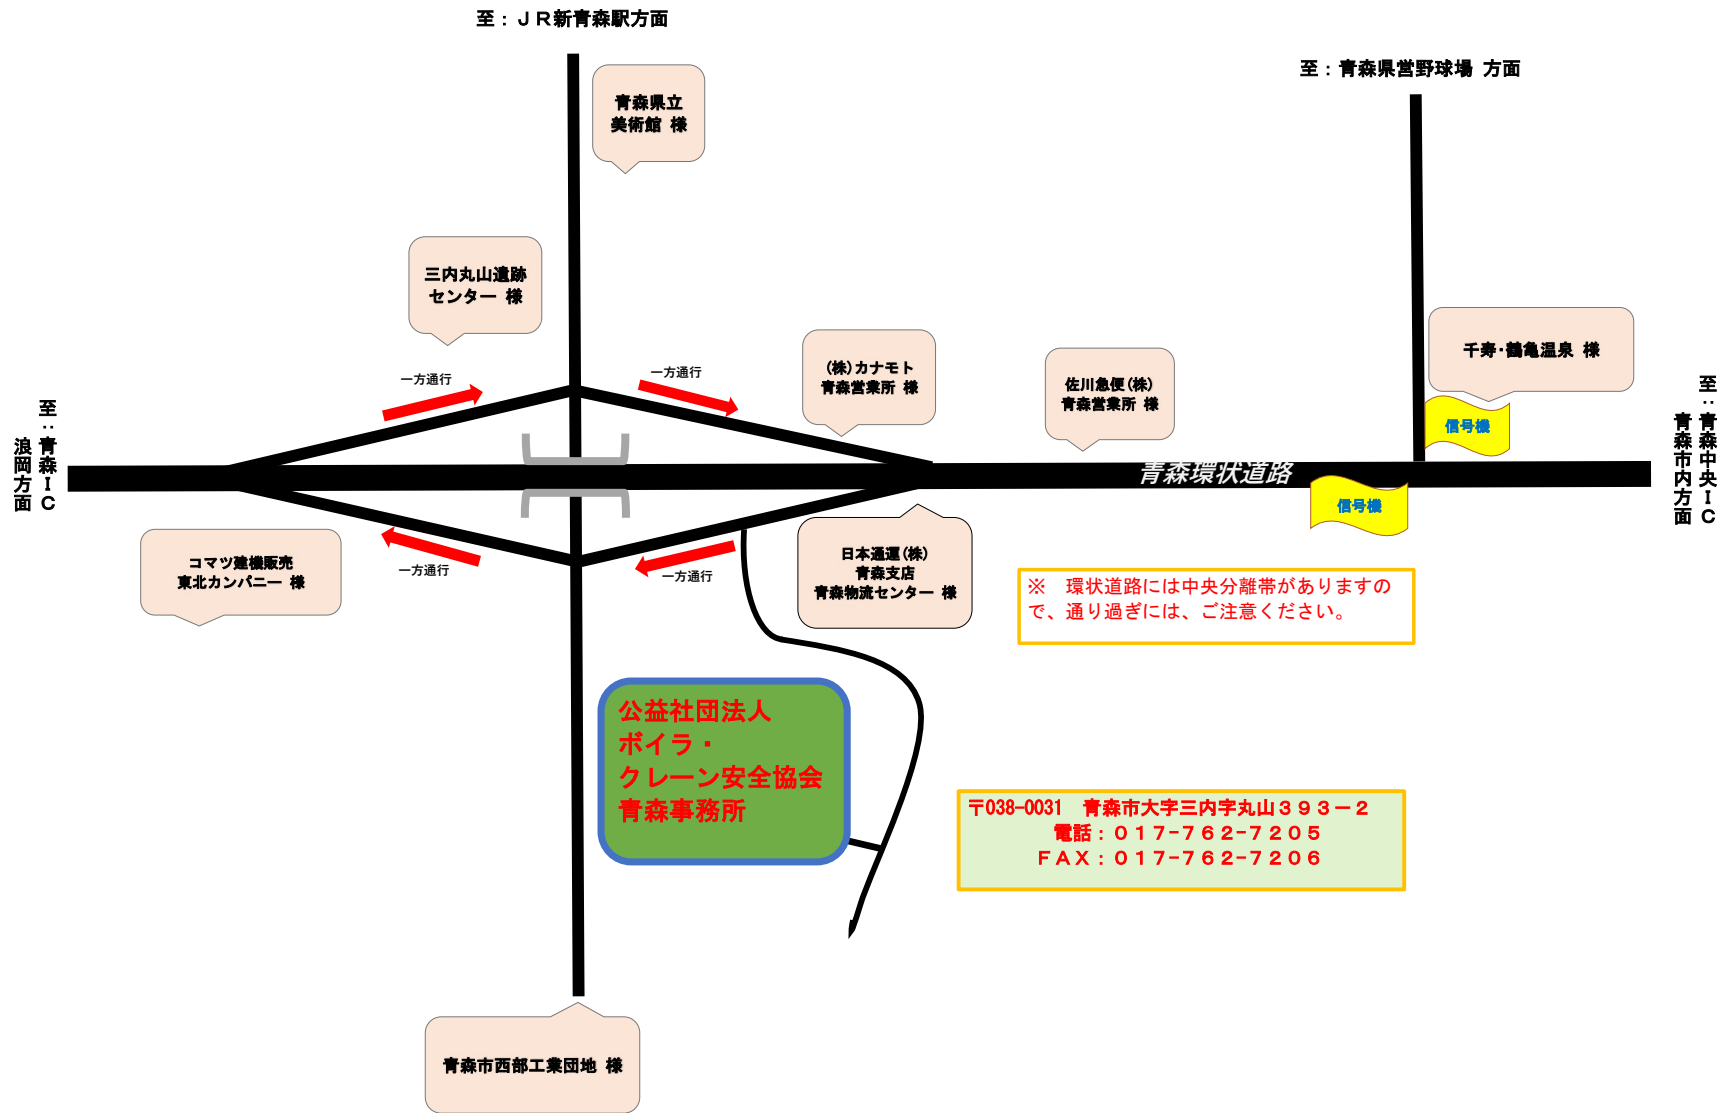 至：ＪＲ新青森駅方面
至：青森県営野球場 方面
青森県立
美術館 様
三内丸山遺跡
センター 様
一方通行
一方通行
(株)カナモト
青森営業所 様
佐川急便(株)
青森営業所 様
千寿･鶴亀温泉 様
信号機
至：青森ＩＣ
浪岡方面
至：青森中央ＩＣ
青森市内方面
青森環状道路
信号機
コマツ建機販売
東北カンパニー 様
一方通行
一方通行
日本通運(株)
青森支店
青森物流センター 様
※　環状道路には中央分離帯がありますの
で、通り過ぎには、ご注意ください。
公益社団法人
ボイラ・
クレーン安全協会
青森事務所
〒038-0031　青森市大字三内字丸山３９３－２
電話：０１７-７６２-７２０５
ＦＡＸ：０１７-７６２-７２０６
青森市西部工業団地 様